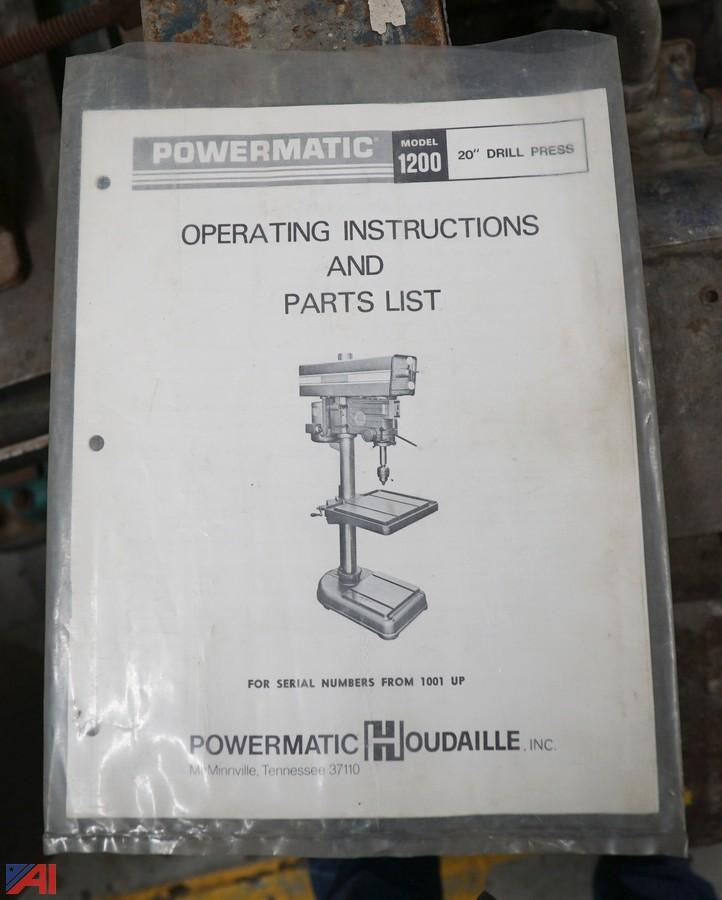 POWERMATIC® MODEL 1200 20" DRILL PRESS
OPERATING INSTRUCTIONS
AND
PARTS LIST
FOR SERIAL NUMBERS FROM 1001 UP
POWERMATIC HOUDAILLE, INC.
McMinnville, Tennessee 37110
AI